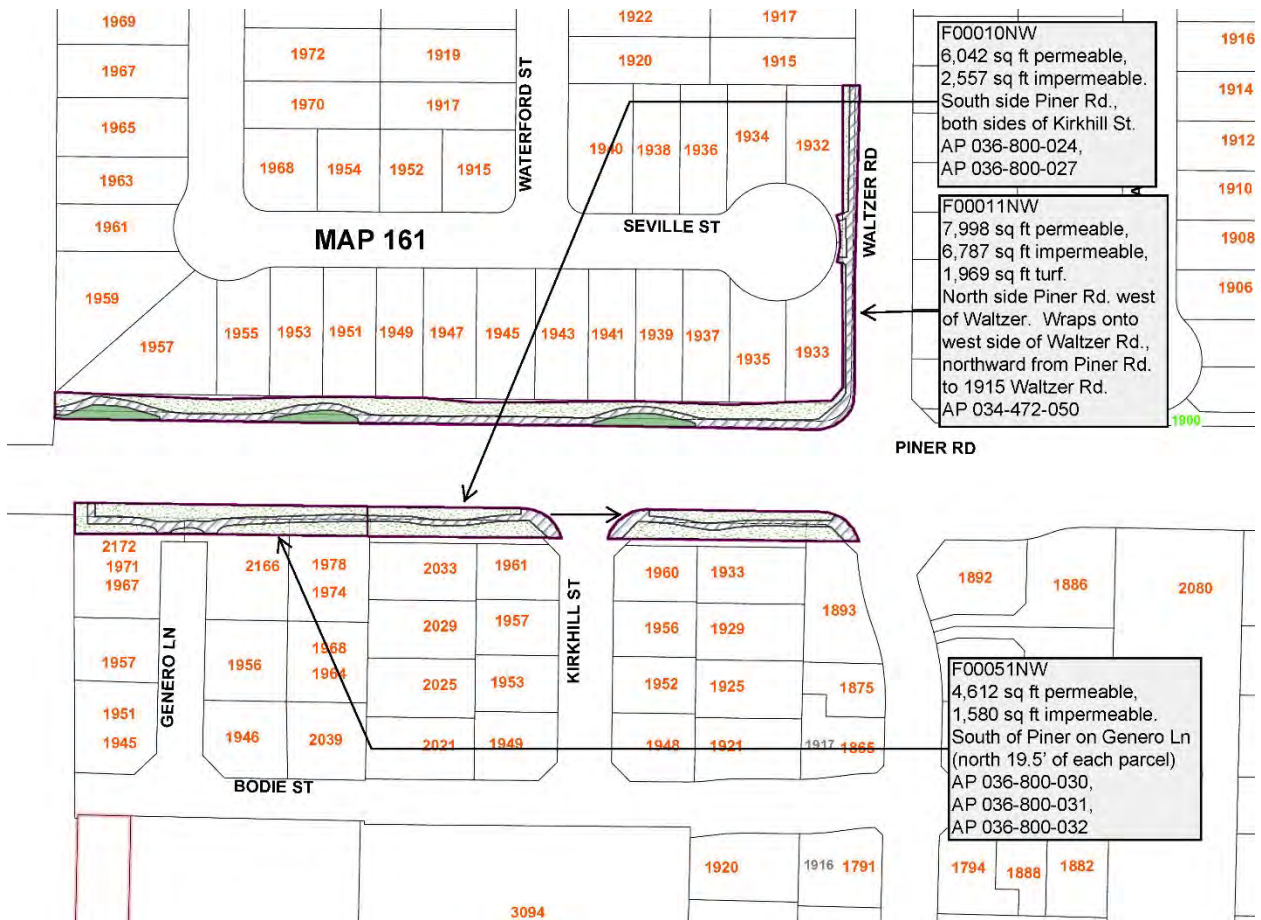 1969
1967
1965
1963
1961
1959
1957
1972
1919
1970
1917
1968
1954
1952
1915
WATERFORD ST
1922
1917
1920
1915
1940
1938
1936
1934
1932
MAP 161
SEVILLE ST
WALTZER RD
1955
1953
1951
1949
1947
1945
1943
1941
1939
1937
1935
1933
F00010NW
6,042 sq ft permeable,
2,557 sq ft impermeable.
South side Piner Rd.,
both sides of Kirkhill St.
AP 036-800-024,
AP 036-800-027
F00011NW
7,998 sq ft permeable,
6,787 sq ft impermeable,
1,969 sq ft turf.
North side Piner Rd. west
of Waltzer. Wraps onto
west side of Waltzer Rd.,
northward from Piner Rd.
to 1915 Waltzer Rd.
AP 034-472-050
1916
1914
1912
1910
1908
1906
1900
PINER RD
2172
1971
1967
1957
1951
1945
GENERO LN
2166
1978
1974
1956
1968
1964
1946
2039
BODIE ST
2033
1961
2029
1957
2025
1953
2021
1949
KIRKHILL ST
1960
1933
1956
1929
1952
1925
1948
1921
1893
1875
1917
1865
1892
1886
2080
F00051NW
4,612 sq ft permeable,
1,580 sq ft impermeable.
South of Piner on Genero Ln
(north 19.5' of each parcel)
AP 036-800-030,
AP 036-800-031,
AP 036-800-032
1920
1916
1791
1794
1888
1882
3094